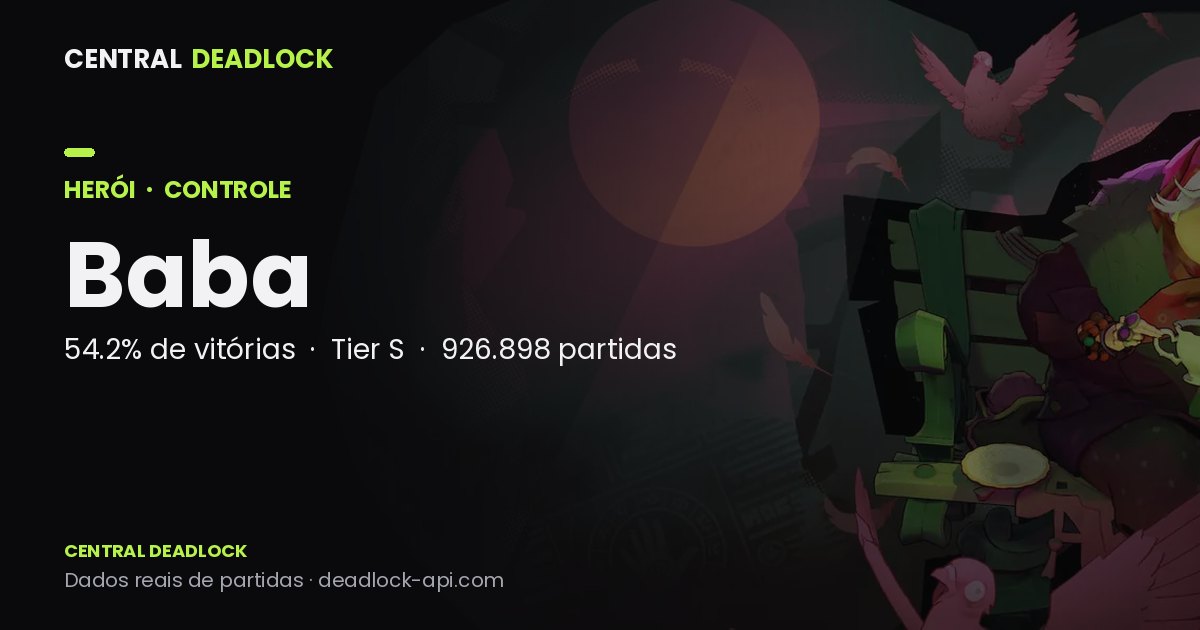 CENTRAL DEADLOCK
HERÓI · CONTROLE
Baba
54.2% de vitórias · Tier S · 926.898 partidas
CENTRAL DEADLOCK
Dados reais de partidas · deadlock-api.com